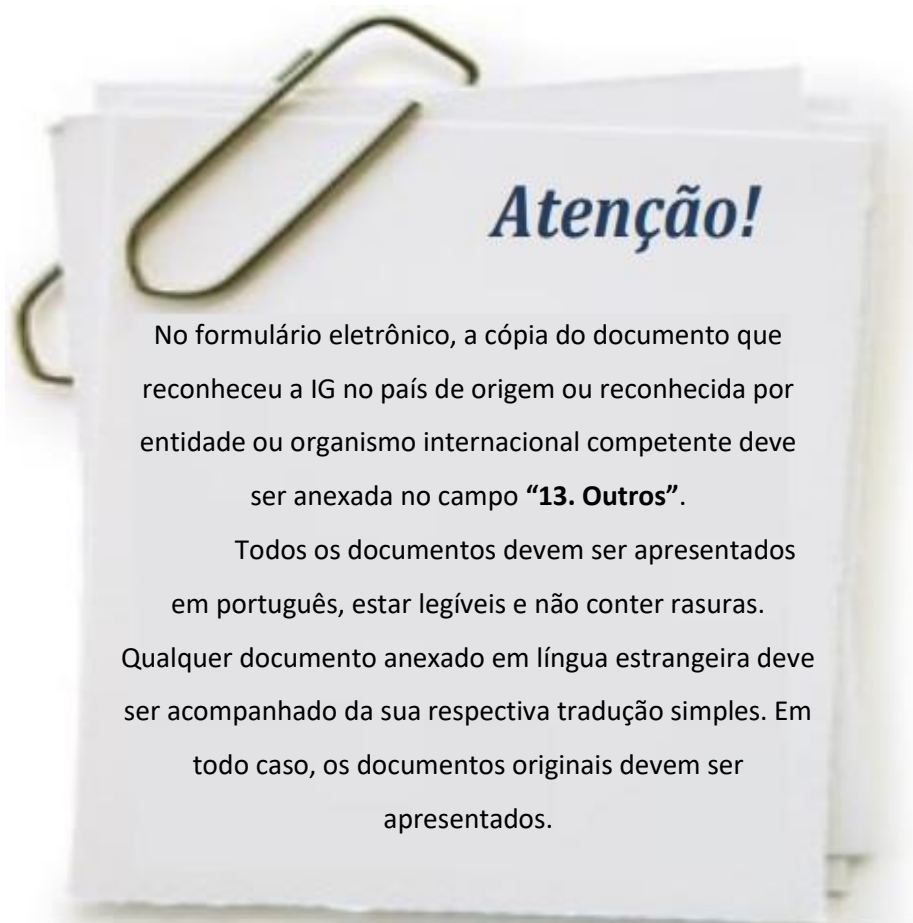 Atenção!
No formulário eletrônico, a cópia do documento que
reconheceu a IG no país de origem ou reconhecida por
entidade ou organismo internacional competente deve
ser anexada no campo “13. Outros”.
Todos os documentos devem ser apresentados
em português, estar legíveis e não conter rasuras.
Qualquer documento anexado em língua estrangeira deve
ser acompanhado da sua respectiva tradução simples. Em
todo caso, os documentos originais devem ser
apresentados.